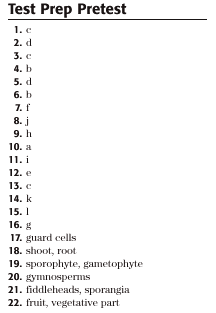 Test Prep Pretest
1. c
2. d
3. c
4. b
5. d
6. b
7. f
8. j
9. h
10. a
11. i
12. e
13. c
14. k
15. l
16. g
17. guard cells
18. shoot, root
19. sporophyte, gametophyte
20. gymnosperms
21. fiddleheads, sporangia
22. fruit, vegetative part